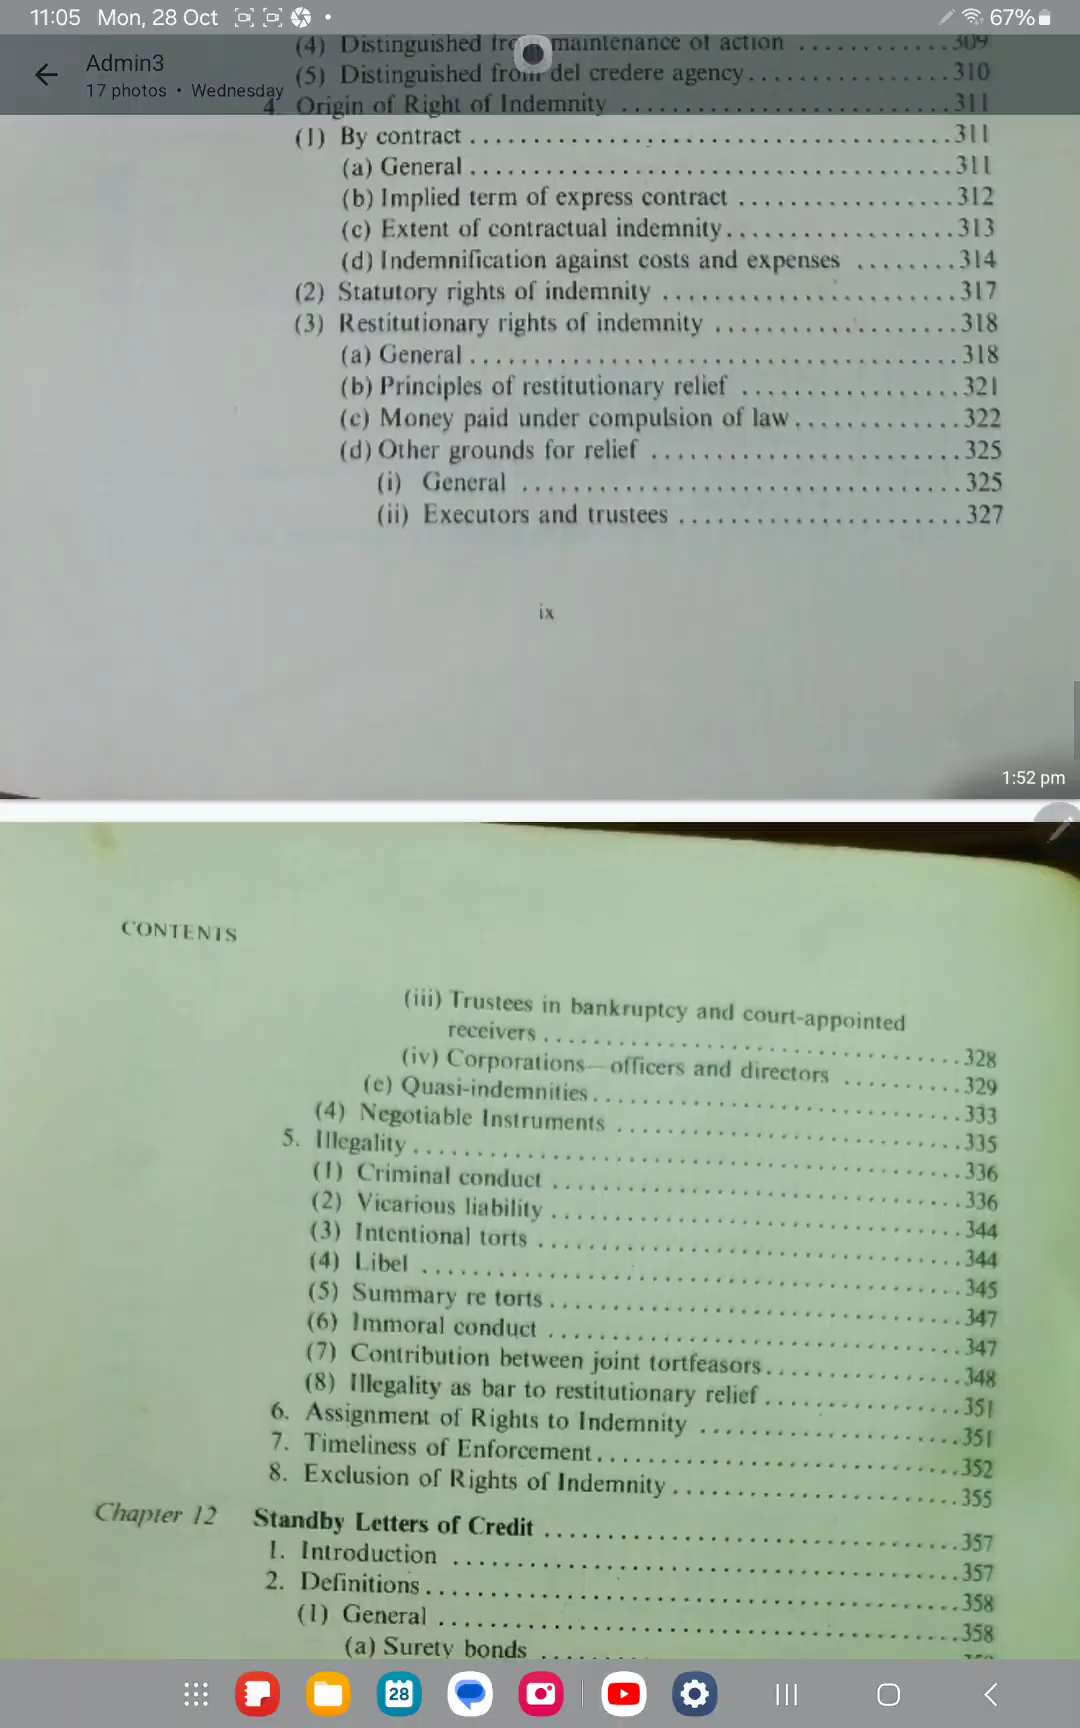 11:05 Mon, 28 Oct
67%
Admin3
17 photos • Wednesday
(4) Distinguished from maintenance of action ..........309
(5) Distinguished from del credere agency..............310
4. Origin of Right of Indemnity ..........311
(1) By contract ..........311
(a) General ..........311
(b) Implied term of express contract ..........312
(c) Extent of contractual indemnity..........313
(d) Indemnification against costs and expenses ........314
(2) Statutory rights of indemnity ..........317
(3) Restitutionary rights of indemnity ..........318
(a) General ..........318
(b) Principles of restitutionary relief ..........321
(c) Money paid under compulsion of law..........322
(d) Other grounds for relief ..........325
(i) General ..........325
(ii) Executors and trustees ..........327
ix
1:52 pm
CONTENTS
(iii) Trustees in bankruptcy and court-appointed
receivers ..........328
(iv) Corporations—officers and directors ..........329
(e) Quasi-indemnities..........333
(4) Negotiable Instruments ..........335
5. Illegality ..........336
(1) Criminal conduct ..........336
(2) Vicarious liability ..........344
(3) Intentional torts ..........344
(4) Libel ..........345
(5) Summary re torts ..........347
(6) Immoral conduct ..........347
(7) Contribution between joint tortfeasors..........348
(8) Illegality as bar to restitutionary relief ..........351
6. Assignment of Rights to Indemnity ..........351
7. Timeliness of Enforcement..........352
8. Exclusion of Rights of Indemnity ..........355
Chapter 12 Standby Letters of Credit ..........357
1. Introduction ..........357
2. Definitions ..........358
(1) General ..........358
(a) Surety bonds
28